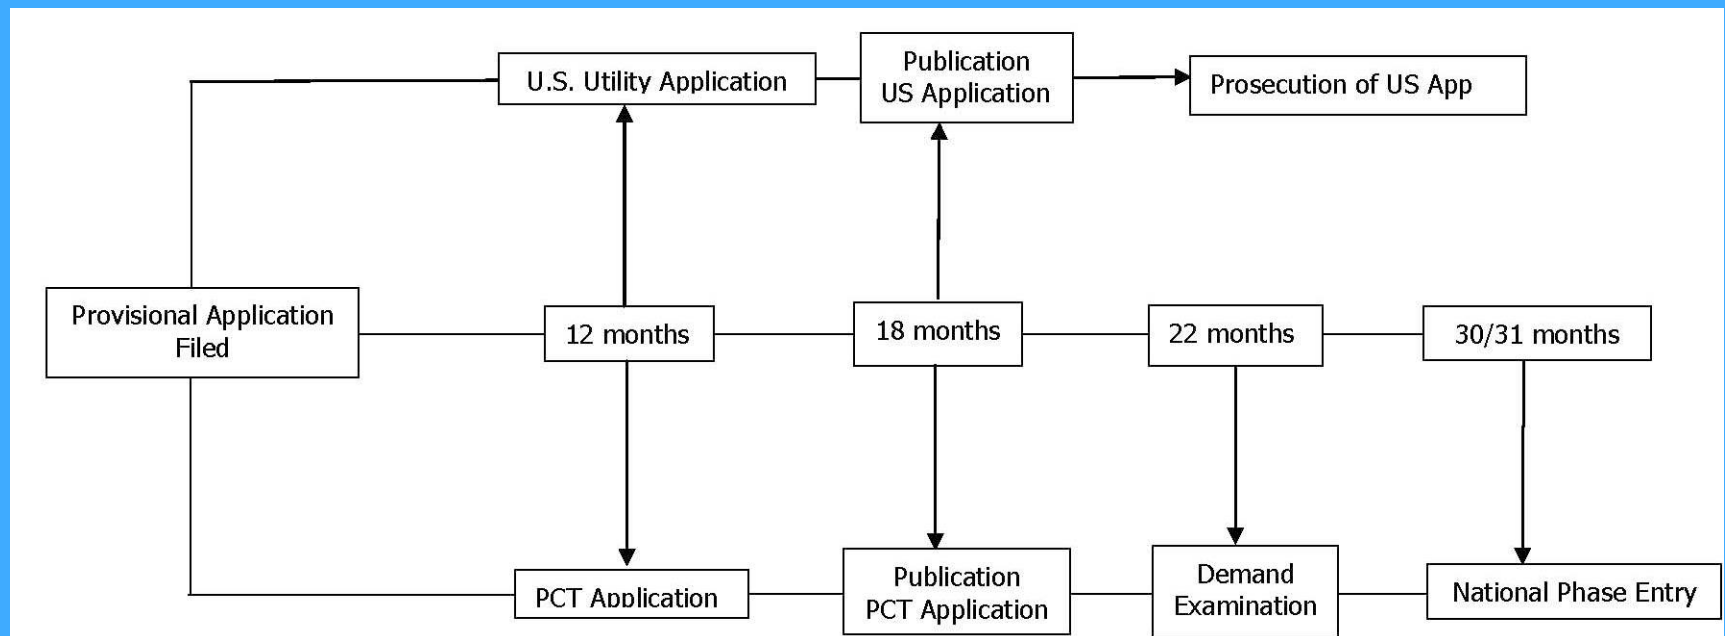 U.S. Utility Application
Publication
US Application
Prosecution of US App
Provisional Application
Filed
12 months
18 months
22 months
30/31 months
PCT Application
Publication
PCT Application
Demand
Examination
National Phase Entry